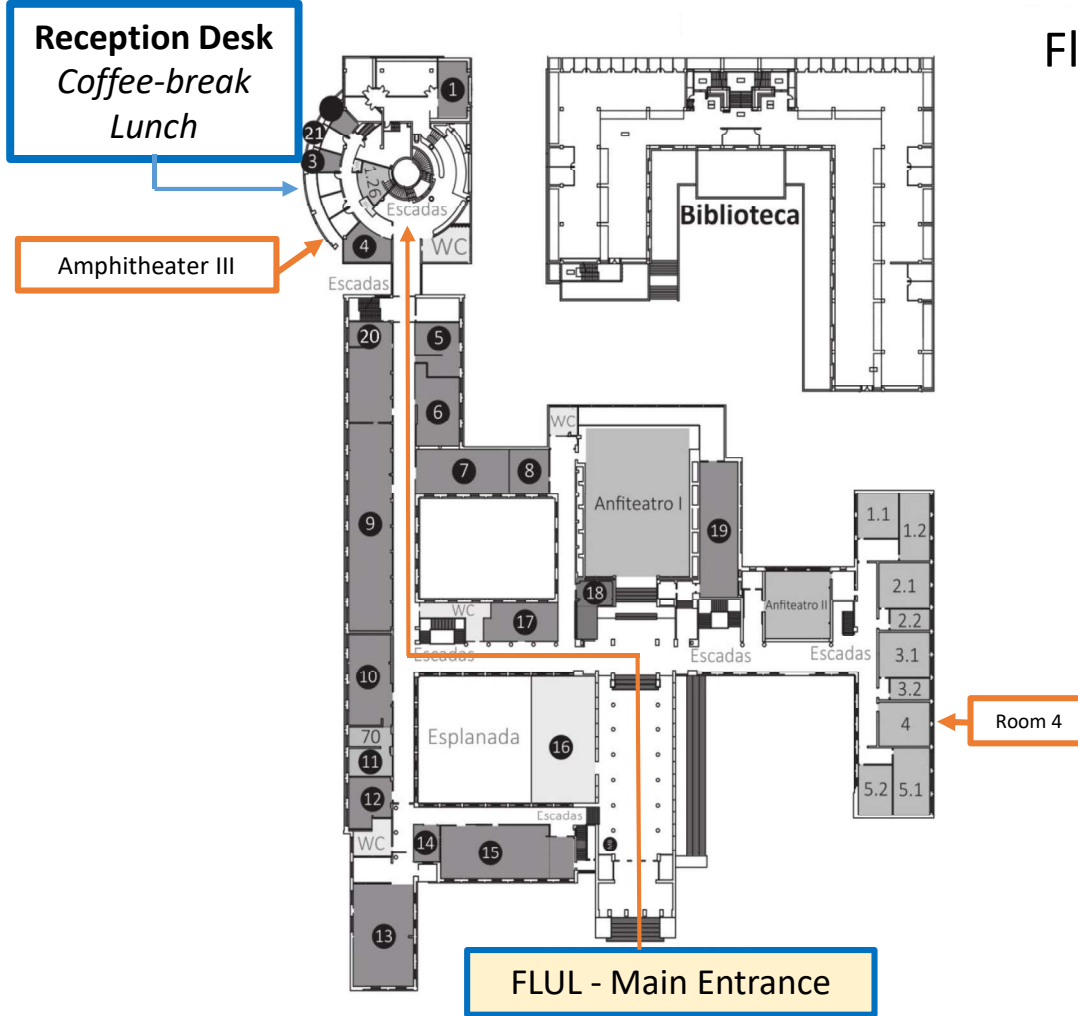 Reception Desk
Coffee-break
Lunch
Fl
1
21
3
1.26
Escadas
Biblioteca
4
WC
Amphitheater III
Escadas
20
5
6
WC
7
8
9
Anfiteatro I
19
1.1
1.2
2.1
18
Anfiteatro II
2.2
WC
17
Escadas
Escadas
Escadas
3.1
10
3.2
Room 4
4
70
Esplanada
16
11
12
5.2
5.1
Escadas
WC
14
15
13
FLUL - Main Entrance